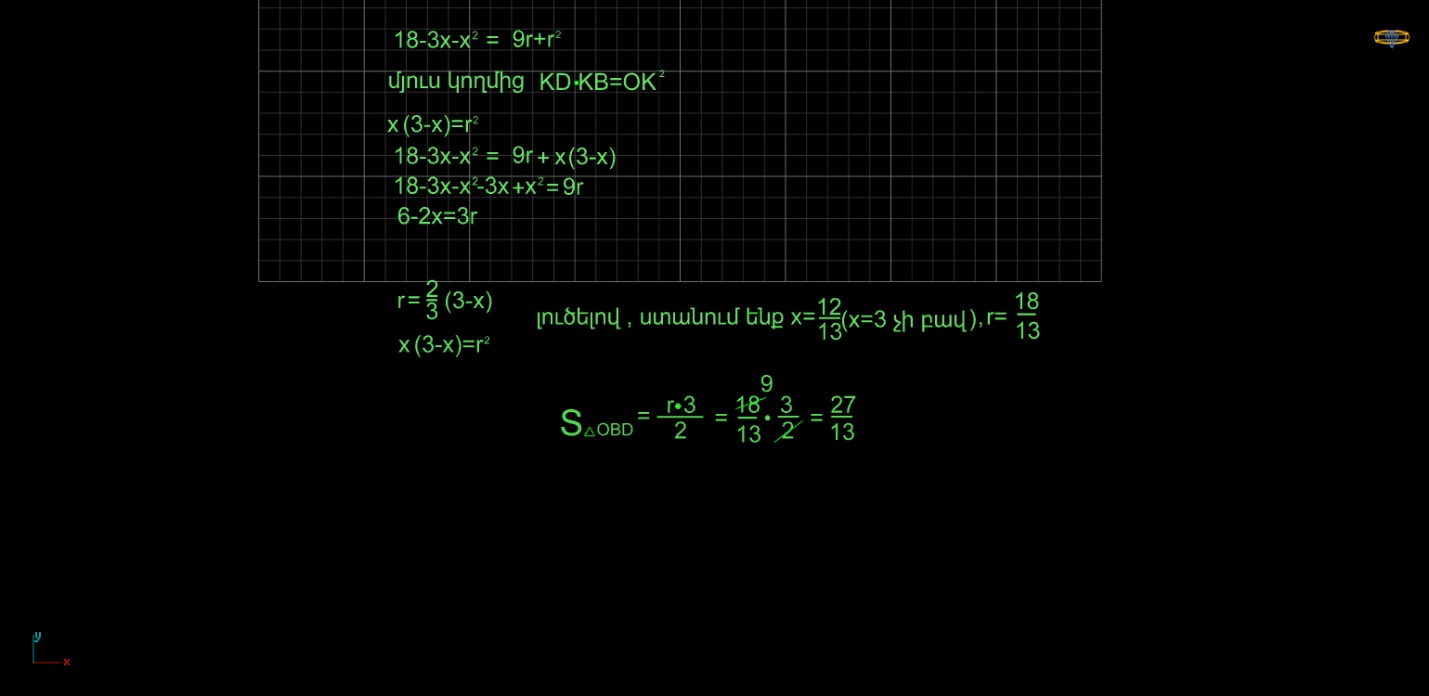 18-3x-x² = 9r+r²
մյուս կողմից KD•KB=OK²
x(3-x)=r²
18-3x-x² = 9r+x(3-x)
18-3x-x²-3x+x²=9r
6-2x=3r
r=2/3(3-x)
լուծելով, ստանում ենք x=12/13(x=3 չի բավ),r=18/13
x(3-x)=r²
9
S△OBD = r•3/2 = 18/13•3/2 = 27/13
y
x